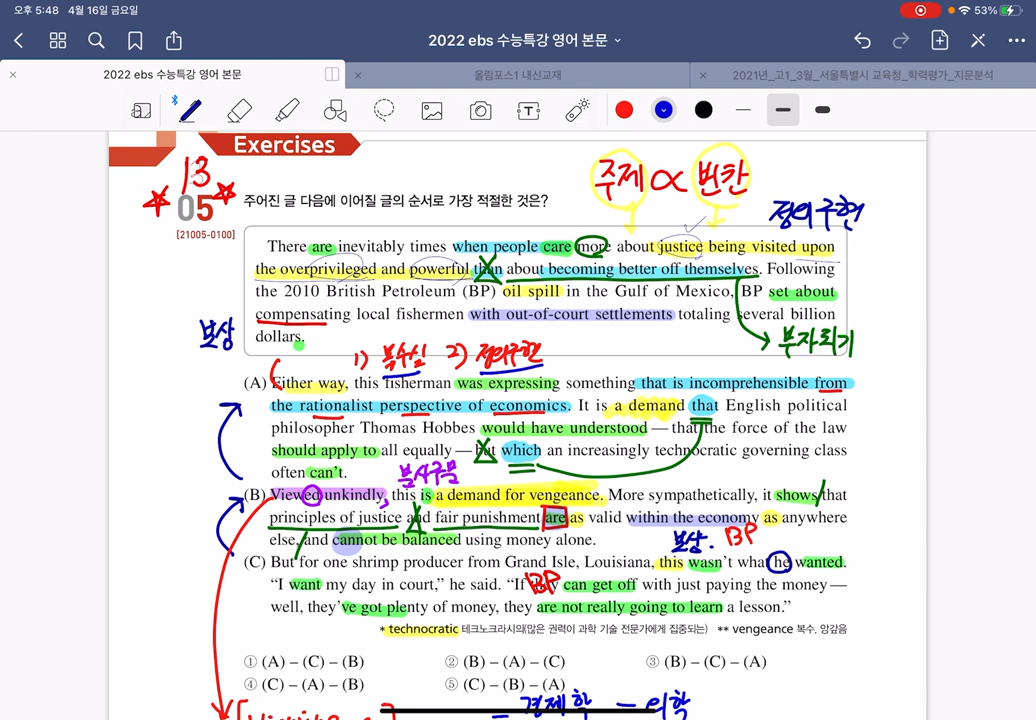 오후 5:48 4월 16일 금요일
53%
2022 ebs 수능특강 영어 본문
2022 ebs 수능특강 영어 본문
올림포스1 내신교재
2021년_고1_3월_서울특별시 교육청_학력평가_지문분석
Exercises
13
주제 ∝ 빈칸
05
주어진 글 다음에 이어질 글의 순서로 가장 적절한 것은?
정의구현
[21005-0100]
There are inevitably times when people care more about justice being visited upon
the overprivileged and powerful than about becoming better off themselves. Following
the 2010 British Petroleum (BP) oil spill in the Gulf of Mexico, BP set about
compensating local fishermen with out-of-court settlements totaling several billion
dollars.
보상
부자되기
1) 복수심 2) 정의구현
(A) Either way, this fisherman was expressing something that is incomprehensible from
the rationalist perspective of economics. It is a demand that English political
philosopher Thomas Hobbes would have understood — that the force of the law
should apply to all equally — but which an increasingly technocratic governing class
often can't.
분사구문
(B) Viewed unkindly, this is a demand for vengeance. More sympathetically, it shows that
principles of justice and fair punishment are as valid within the economy as anywhere
else, and cannot be balanced using money alone.
보상. BP
(C) But for one shrimp producer from Grand Isle, Louisiana, this wasn't what he wanted.
"I want my day in court," he said. "If they can get off with just paying the money —
BP
well, they've got plenty of money, they are not really going to learn a lesson."
* technocratic 테크노크라시의(많은 권력이 과학 기술 전문가에게 집중되는) ** vengeance 복수, 앙갚음
① (A) – (C) – (B) ② (B) – (A) – (C) ③ (B) – (C) – (A)
④ (C) – (A) – (B) ⑤ (C) – (B) – (A)
= 경제학 –